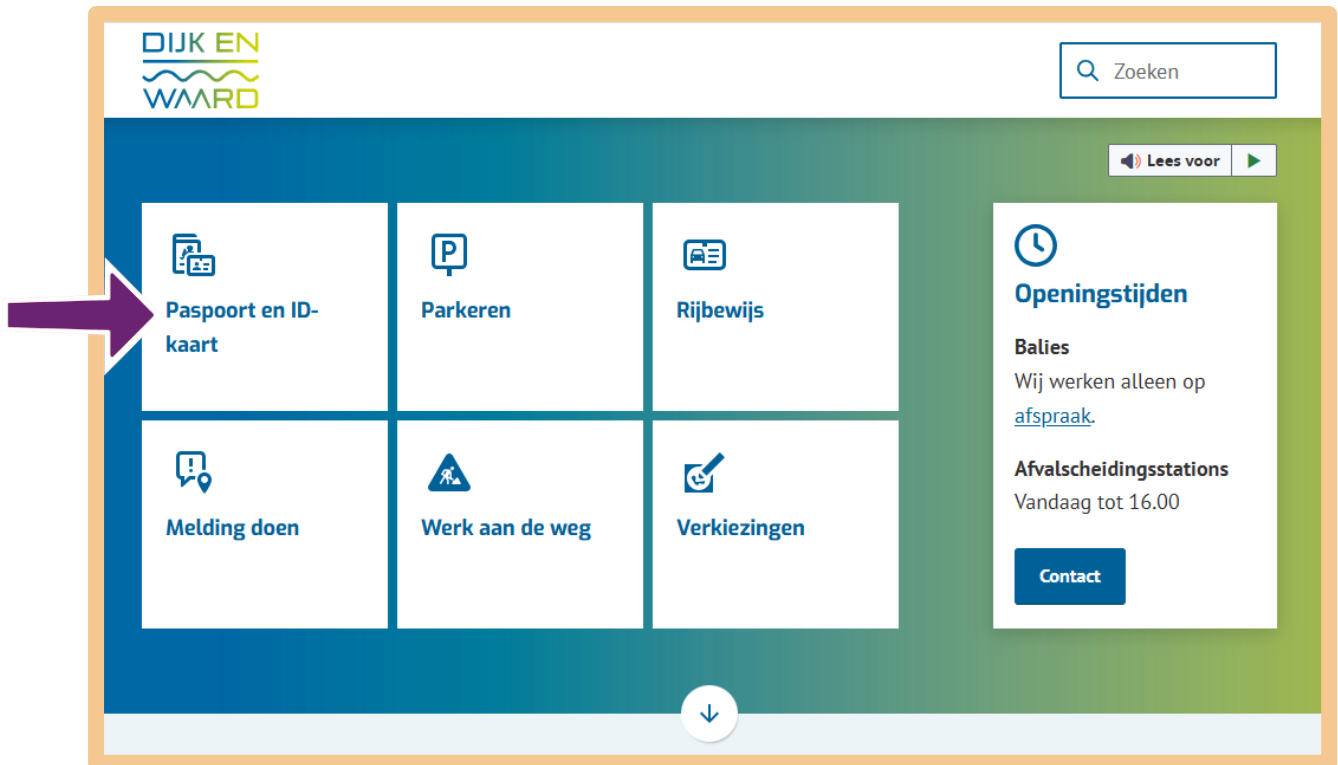 DIJK EN
WAARD
Zoeken
Lees voor
Paspoort en ID-
kaart
P
Parkeren
Rijbewijs
Melding doen
Werk aan de weg
Verkiezingen
Openingstijden
Balies
Wij werken alleen op
afspraak.
Afvalscheidingsstations
Vandaag tot 16.00
Contact